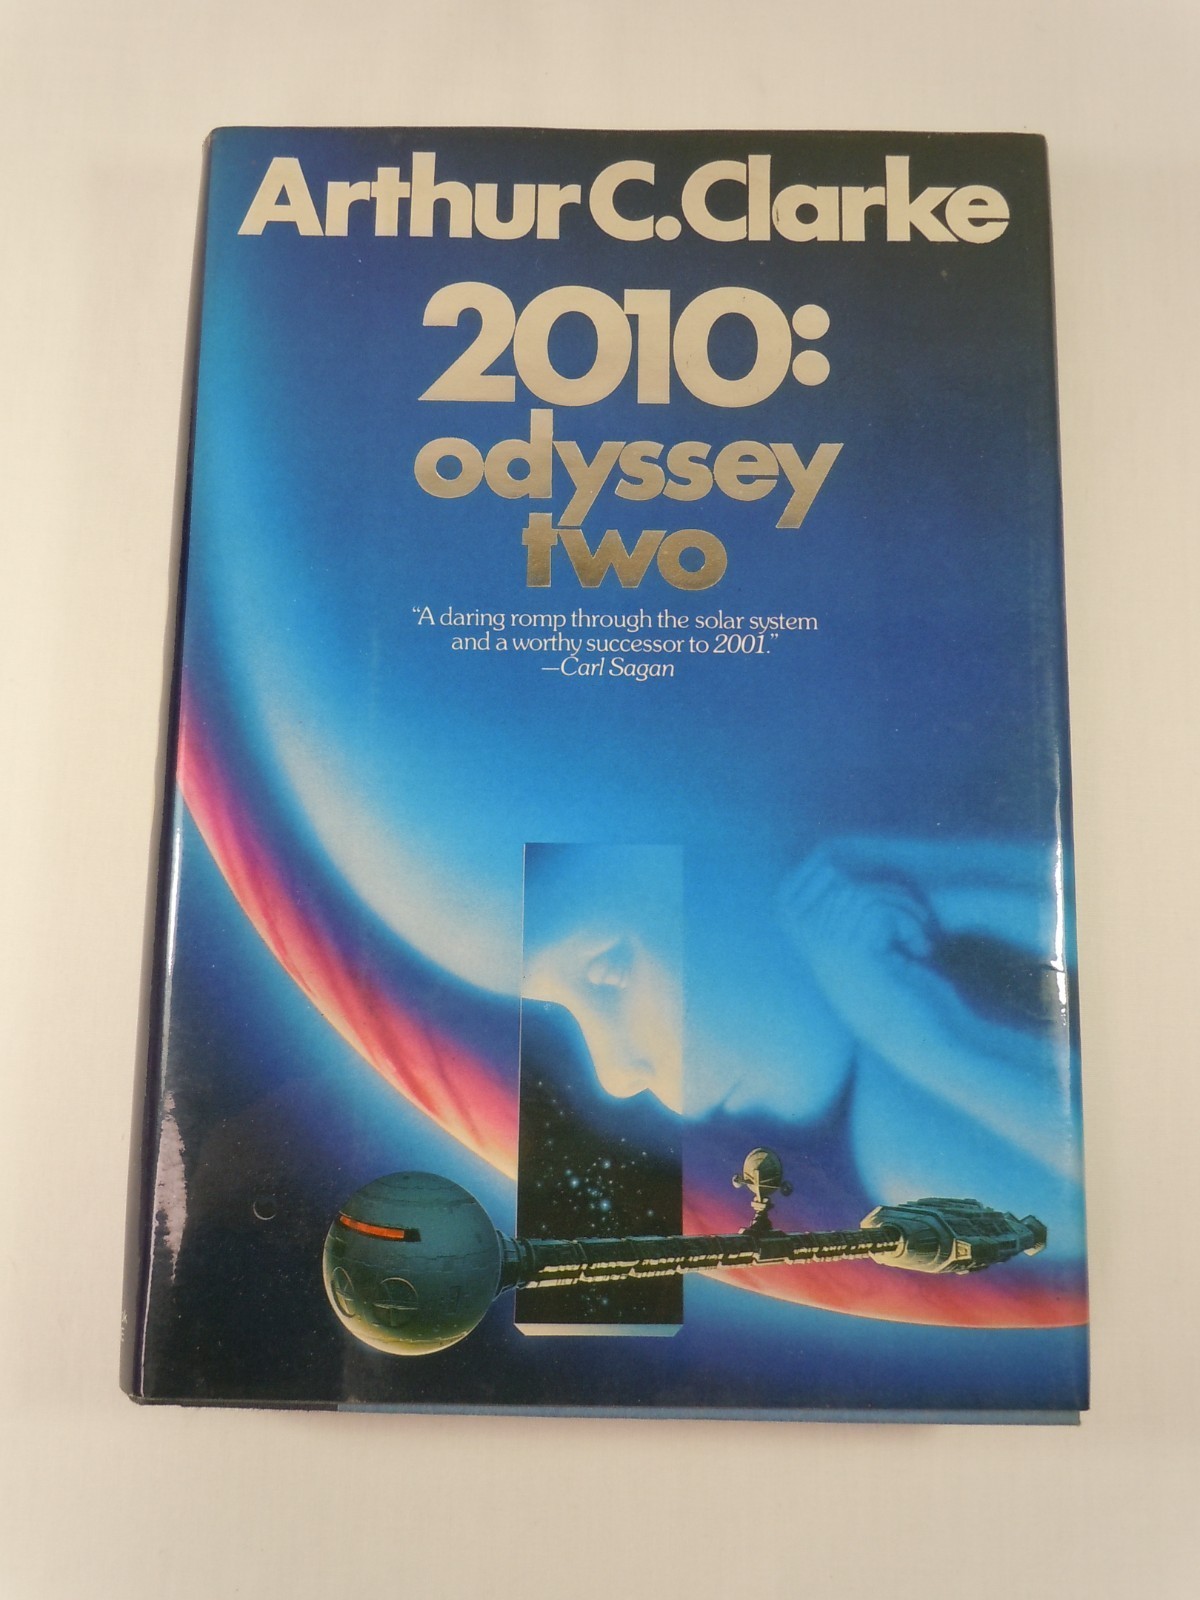 Arthur C. Clarke
2010:
odyssey
two
“A daring romp through the solar system
and a worthy successor to 2001.”
—Carl Sagan